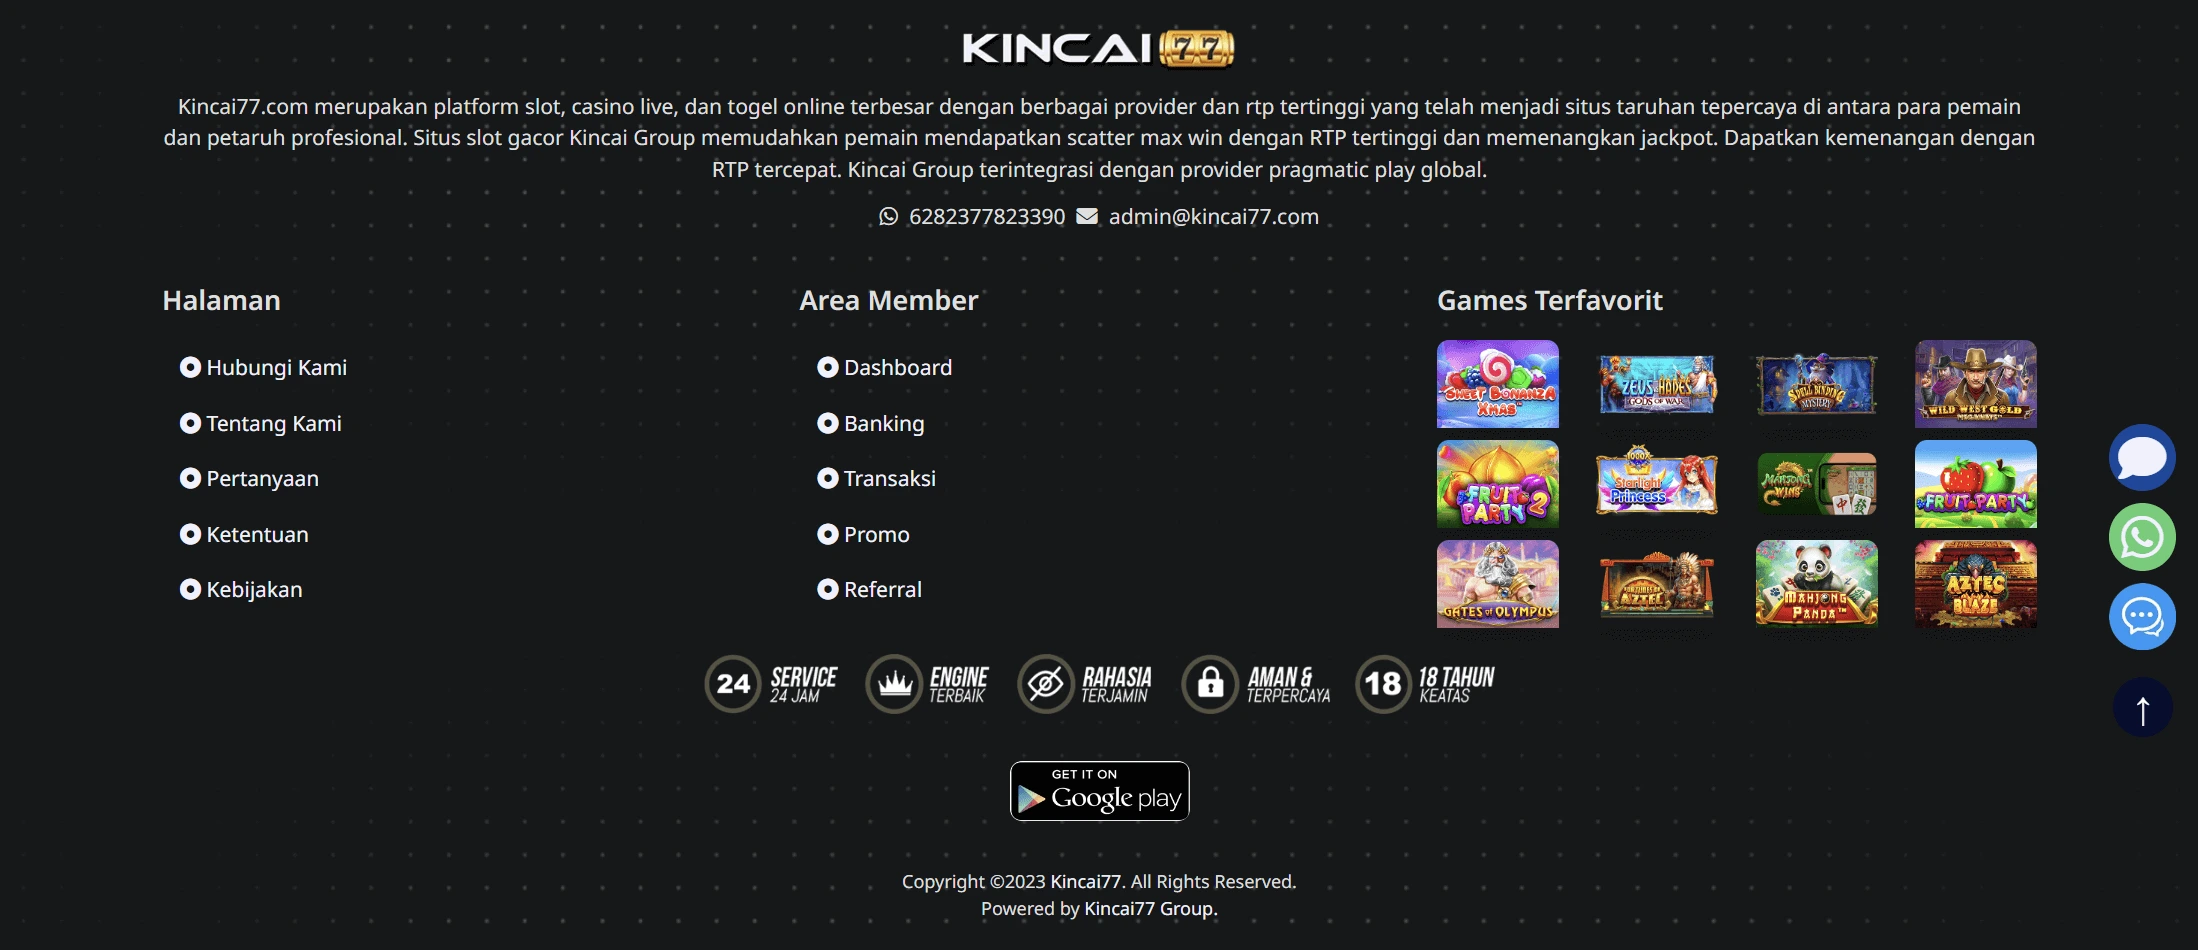 KINCAI77
Kincai77.com merupakan platform slot, casino live, dan togel online terbesar dengan berbagai provider dan rtp tertinggi yang telah menjadi situs taruhan tepercaya di antara para pemain
dan petaruh profesional. Situs slot gacor Kincai Group memudahkan pemain mendapatkan scatter max win dengan RTP tertinggi dan memenangkan jackpot. Dapatkan kemenangan dengan
RTP tercepat. Kincai Group terintegrasi dengan provider pragmatic play global.
6282377823390 admin@kincai77.com
Halaman
Hubungi Kami
Tentang Kami
Pertanyaan
Ketentuan
Kebijakan
Area Member
Dashboard
Banking
Transaksi
Promo
Referral
Games Terfavorit
SWEET BONANZA
XMAS
ZEUS HADES
GODS OF WAR
SPELL BINDING
MYSTERY
WILD WEST GOLD
MEGAWAYS
FRUIT
PARTY 2
1000X
Starlight
Princess
MAHJONG
WINS
FRUIT PARTY
GATES OF OLYMPUS
FORTUNES OF
AZTEC
MAHJONG
PANDA™
AZTEC
BLAZE
24 SERVICE
24 JAM
ENGINE
TERBAIK
RAHASIA
TERJAMIN
AMAN &
TERPERCAYA
18 18 TAHUN
KEATAS
GET IT ON
Google play
Copyright ©2023 Kincai77. All Rights Reserved.
Powered by Kincai77 Group.